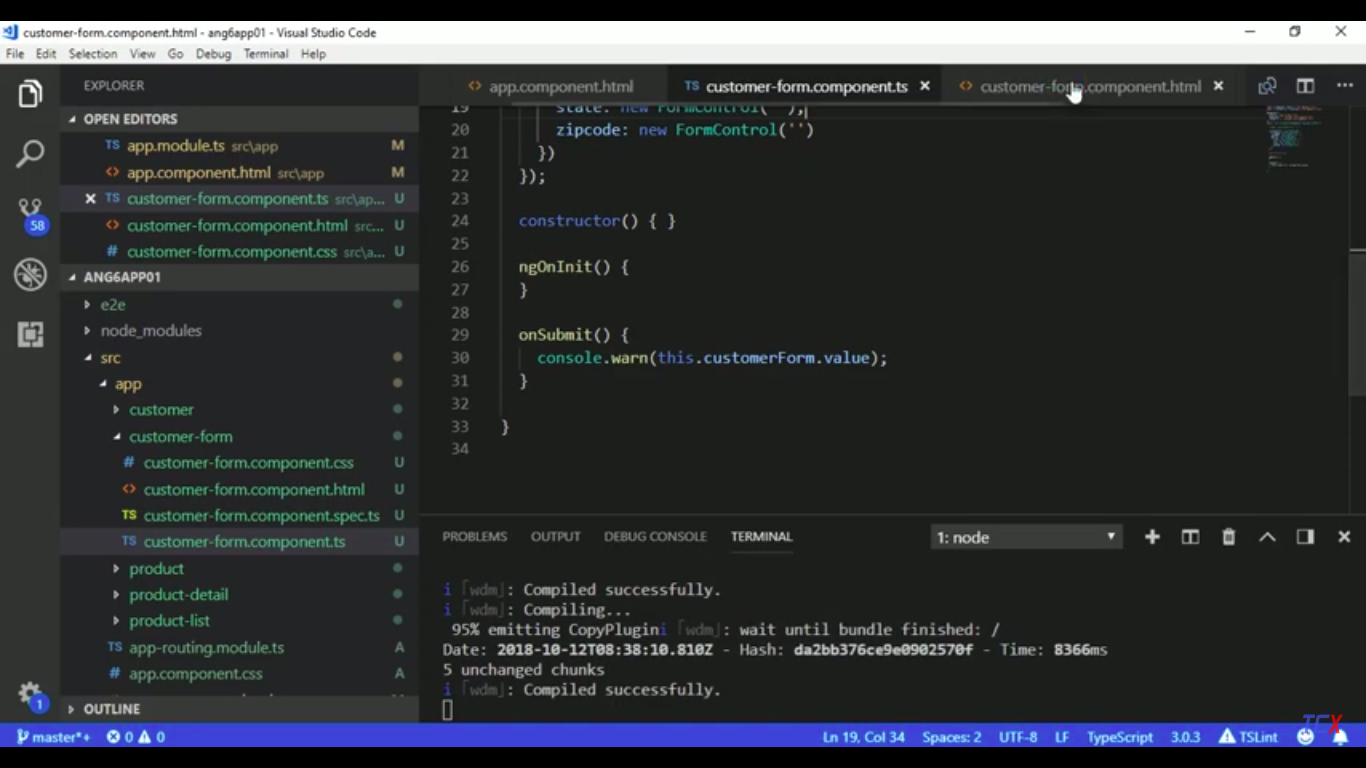 customer-form.component.html - ang6app01 - Visual Studio Code
File Edit Selection View Go Debug Terminal Help
EXPLORER
OPEN EDITORS
TS app.module.ts src\app M
<> app.component.html src\app M
TS customer-form.component.ts src\ap... U
<> customer-form.component.html src... U
# customer-form.component.css src\a... U
ANG6APP01
e2e
node_modules
src
app
customer
customer-form
# customer-form.component.css U
<> customer-form.component.html U
TS customer-form.component.spec.ts U
TS customer-form.component.ts U
product
product-detail
product-list
TS app-routing.module.ts A
# app.component.css A
OUTLINE
58
1
<> app.component.html TS customer-form.component.ts <> customer-form.component.html
19 state: new FormControl(''),
20 zipcode: new FormControl('')
21 })
22 });
23
24 constructor() { }
25
26 ngOnInit() {
27 }
28
29 onSubmit() {
30 console.warn(this.customerForm.value);
31 }
32
33 }
34
PROBLEMS OUTPUT DEBUG CONSOLE TERMINAL 1: node
i ｢wdm｣: Compiled successfully.
i ｢wdm｣: Compiling...
95% emitting CopyPlugini ｢wdm｣: wait until bundle finished: /
Date: 2018-10-12T08:38:10.810Z - Hash: da2bb376ce9e0902570f - Time: 8366ms
5 unchanged chunks
i ｢wdm｣: Compiled successfully.
master*+ 0 0 Ln 19, Col 34 Spaces: 2 UTF-8 LF TypeScript 3.0.3 TSLint